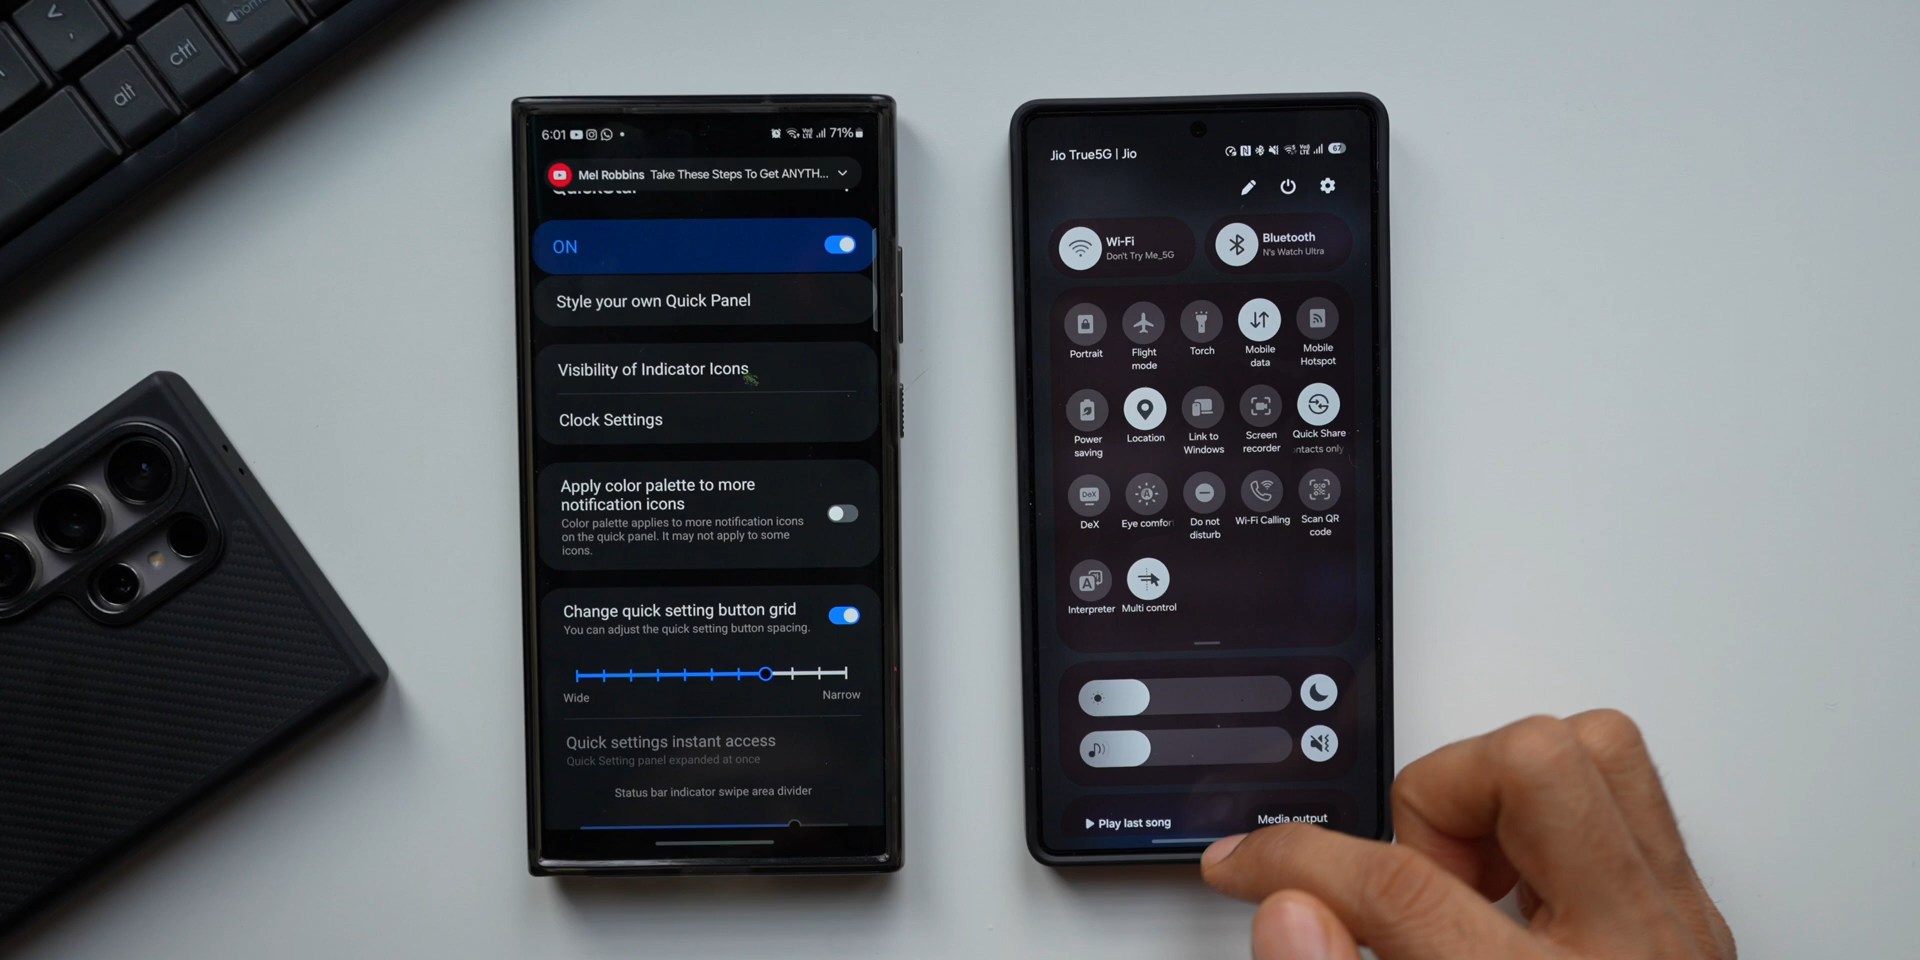 ctrl
alt
home
6:01
71%
Mel Robbins Take These Steps To Get ANYTH...
QuickStar
ON
Style your own Quick Panel
Visibility of Indicator Icons
Clock Settings
Apply color palette to more
notification icons
Color palette applies to more notification icons
on the quick panel. It may not apply to some
icons.
Change quick setting button grid
You can adjust the quick setting button spacing.
Wide
Narrow
Quick settings instant access
Quick Setting panel expanded at once
Status bar indicator swipe area divider
Jio True5G | Jio
67
Wi-Fi
Don't Try Me_5G
Bluetooth
N's Watch Ultra
Portrait
Flight
mode
Torch
Mobile
data
Mobile
Hotspot
Power
saving
Location
Link to
Windows
Screen
recorder
Quick Share
ontacts only
DeX
DeX
Eye comfor
Do not
disturb
Wi-Fi Calling
Scan QR
code
Interpreter
Multi control
Play last song
Media output